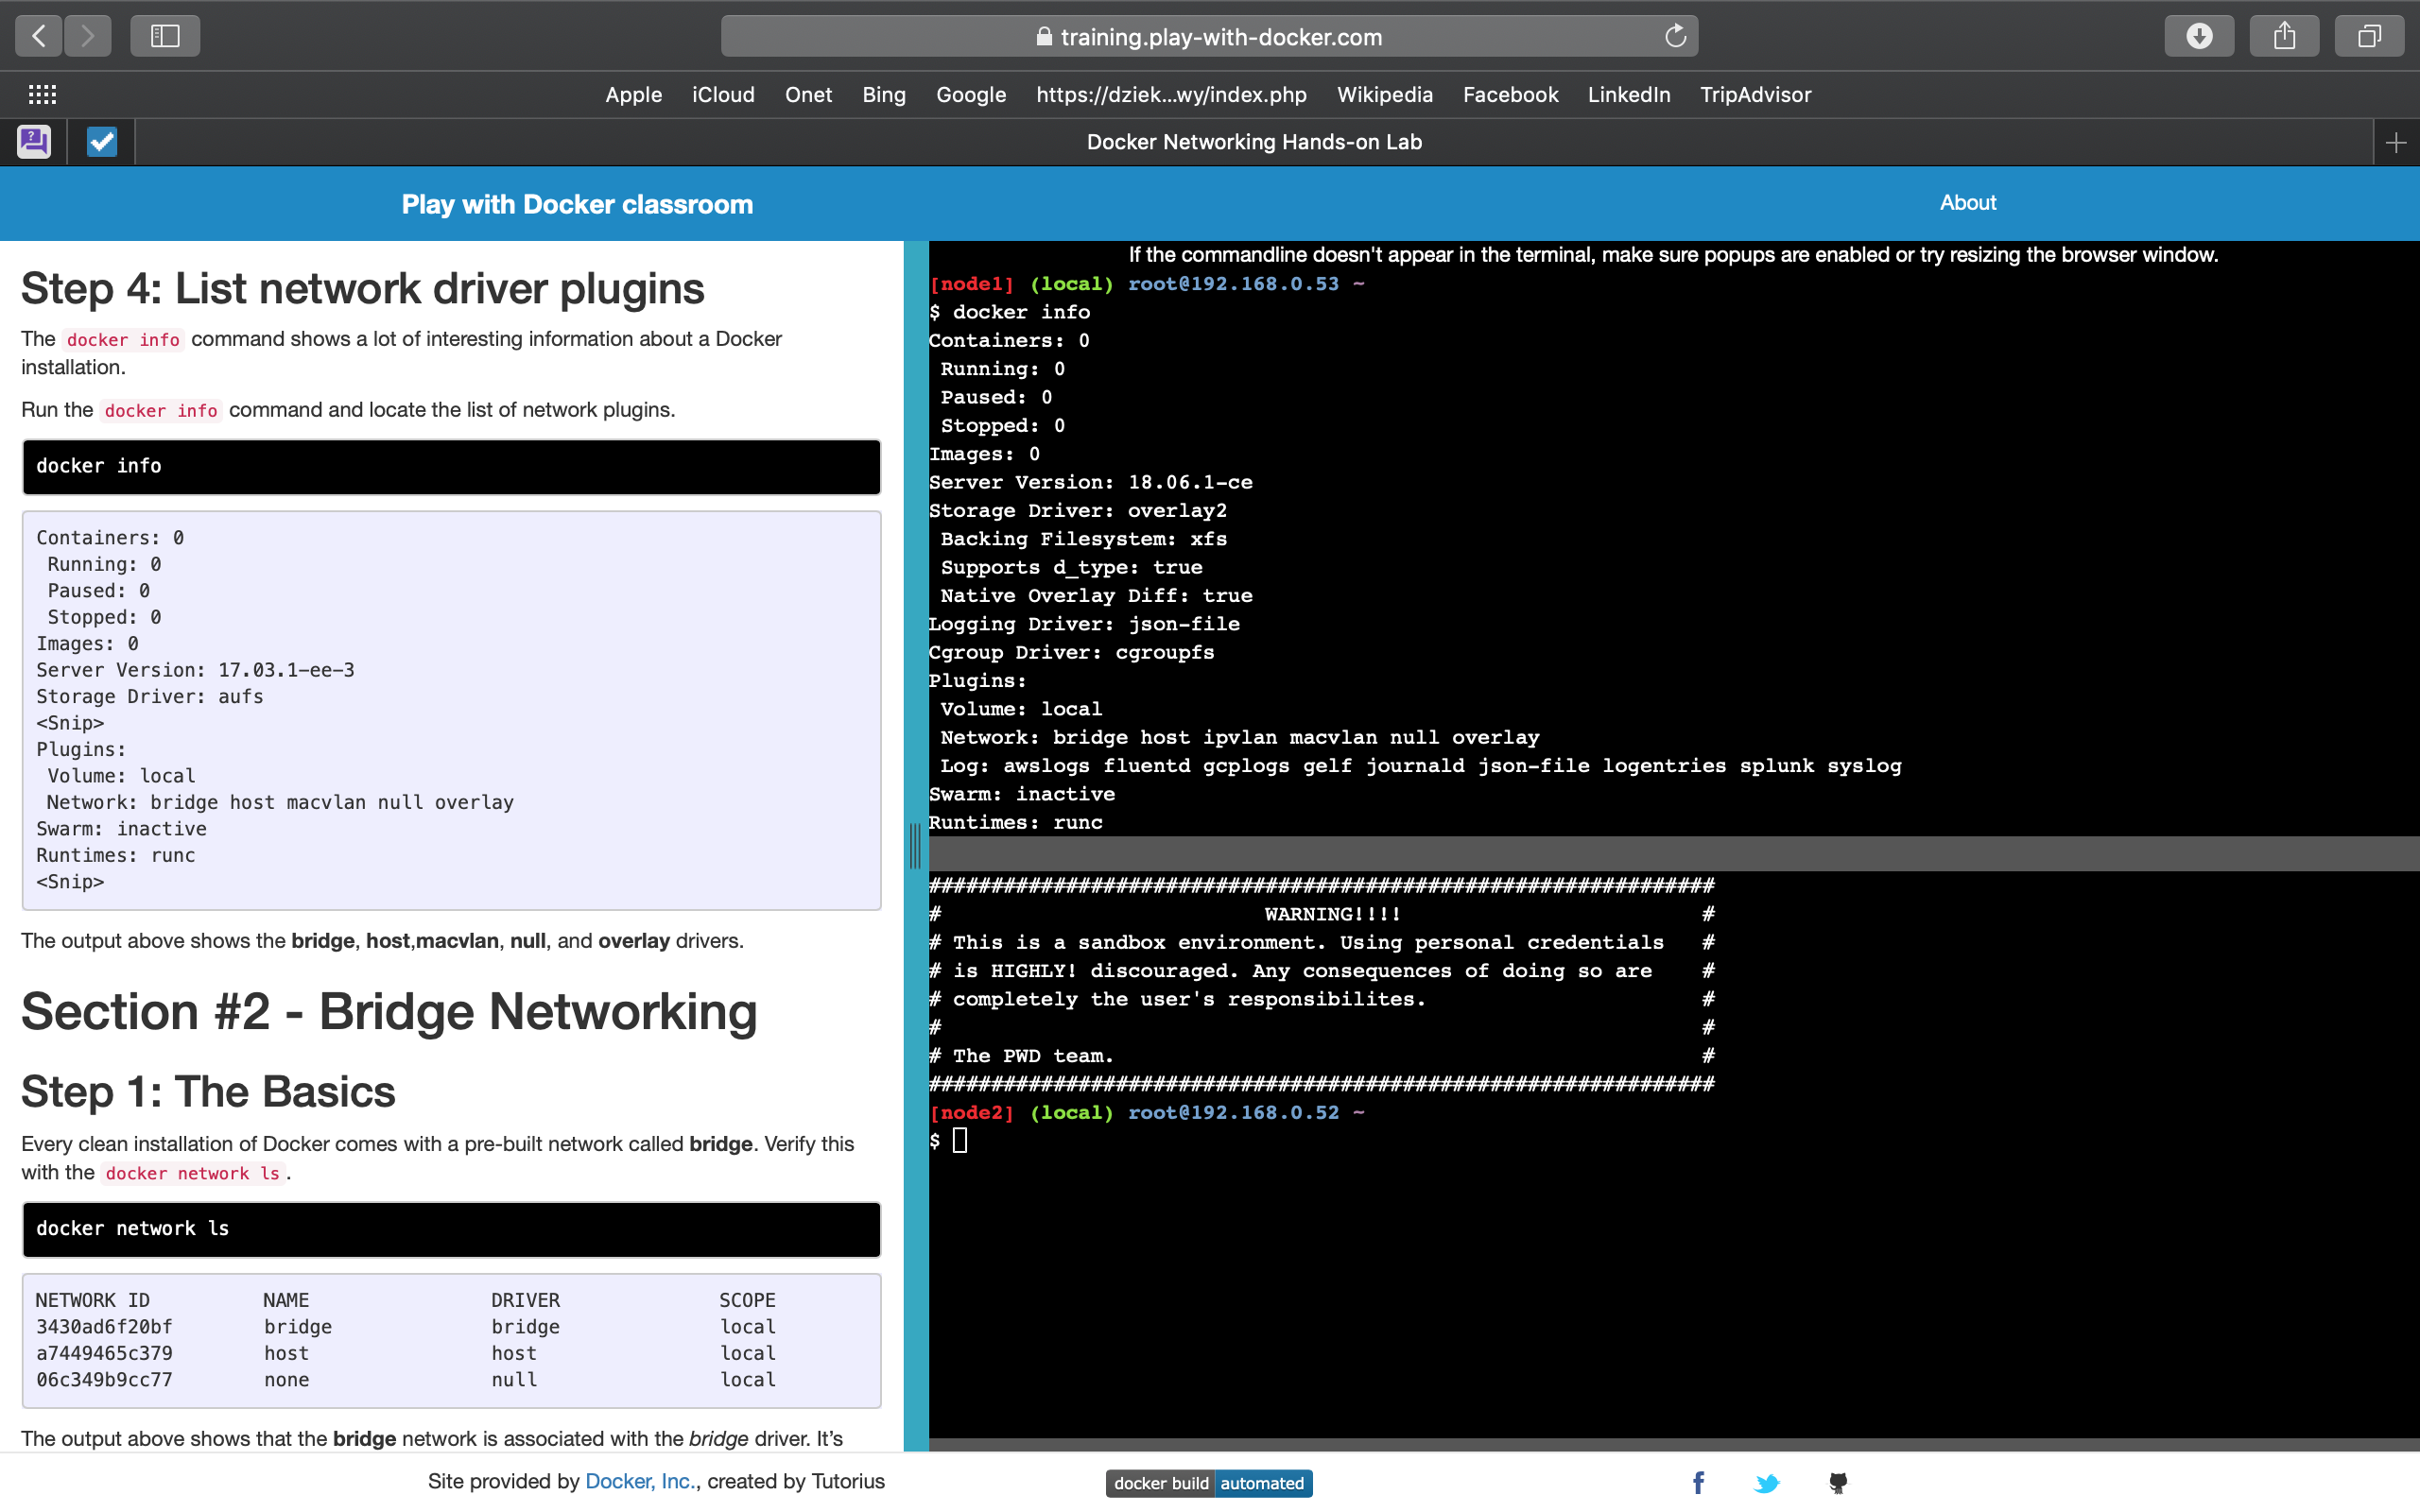 training.play-with-docker.com
Apple iCloud Onet Bing Google https://dziek...wy/index.php Wikipedia Facebook LinkedIn TripAdvisor
Docker Networking Hands-on Lab
Play with Docker classroom
About
Step 4: List network driver plugins
The docker info command shows a lot of interesting information about a Docker
installation.
Run the docker info command and locate the list of network plugins.
docker info
Containers: 0
Running: 0
Paused: 0
Stopped: 0
Images: 0
Server Version: 17.03.1-ee-3
Storage Driver: aufs
<Snip>
Plugins:
Volume: local
Network: bridge host macvlan null overlay
Swarm: inactive
Runtimes: runc
<Snip>
The output above shows the bridge, host,macvlan, null, and overlay drivers.
Section #2 - Bridge Networking
Step 1: The Basics
Every clean installation of Docker comes with a pre-built network called bridge. Verify this
with the docker network ls .
docker network ls
NETWORK ID NAME DRIVER SCOPE
3430ad6f20bf bridge bridge local
a7449465c379 host host local
06c349b9cc77 none null local
The output above shows that the bridge network is associated with the bridge driver. It's
If the commandline doesn't appear in the terminal, make sure popups are enabled or try resizing the browser window.
[node1] (local) root@192.168.0.53 ~
$ docker info
Containers: 0
Running: 0
Paused: 0
Stopped: 0
Images: 0
Server Version: 18.06.1-ce
Storage Driver: overlay2
Backing Filesystem: xfs
Supports d_type: true
Native Overlay Diff: true
Logging Driver: json-file
Cgroup Driver: cgroupfs
Plugins:
Volume: local
Network: bridge host ipvlan macvlan null overlay
Log: awslogs fluentd gcplogs gelf journald json-file logentries splunk syslog
Swarm: inactive
Runtimes: runc
###############################################################
# WARNING!!!! #
# This is a sandbox environment. Using personal credentials #
# is HIGHLY! discouraged. Any consequences of doing so are #
# completely the user's responsibilites. #
# #
# The PWD team. #
###############################################################
[node2] (local) root@192.168.0.52 ~
$
Site provided by Docker, Inc., created by Tutorius
docker build automated